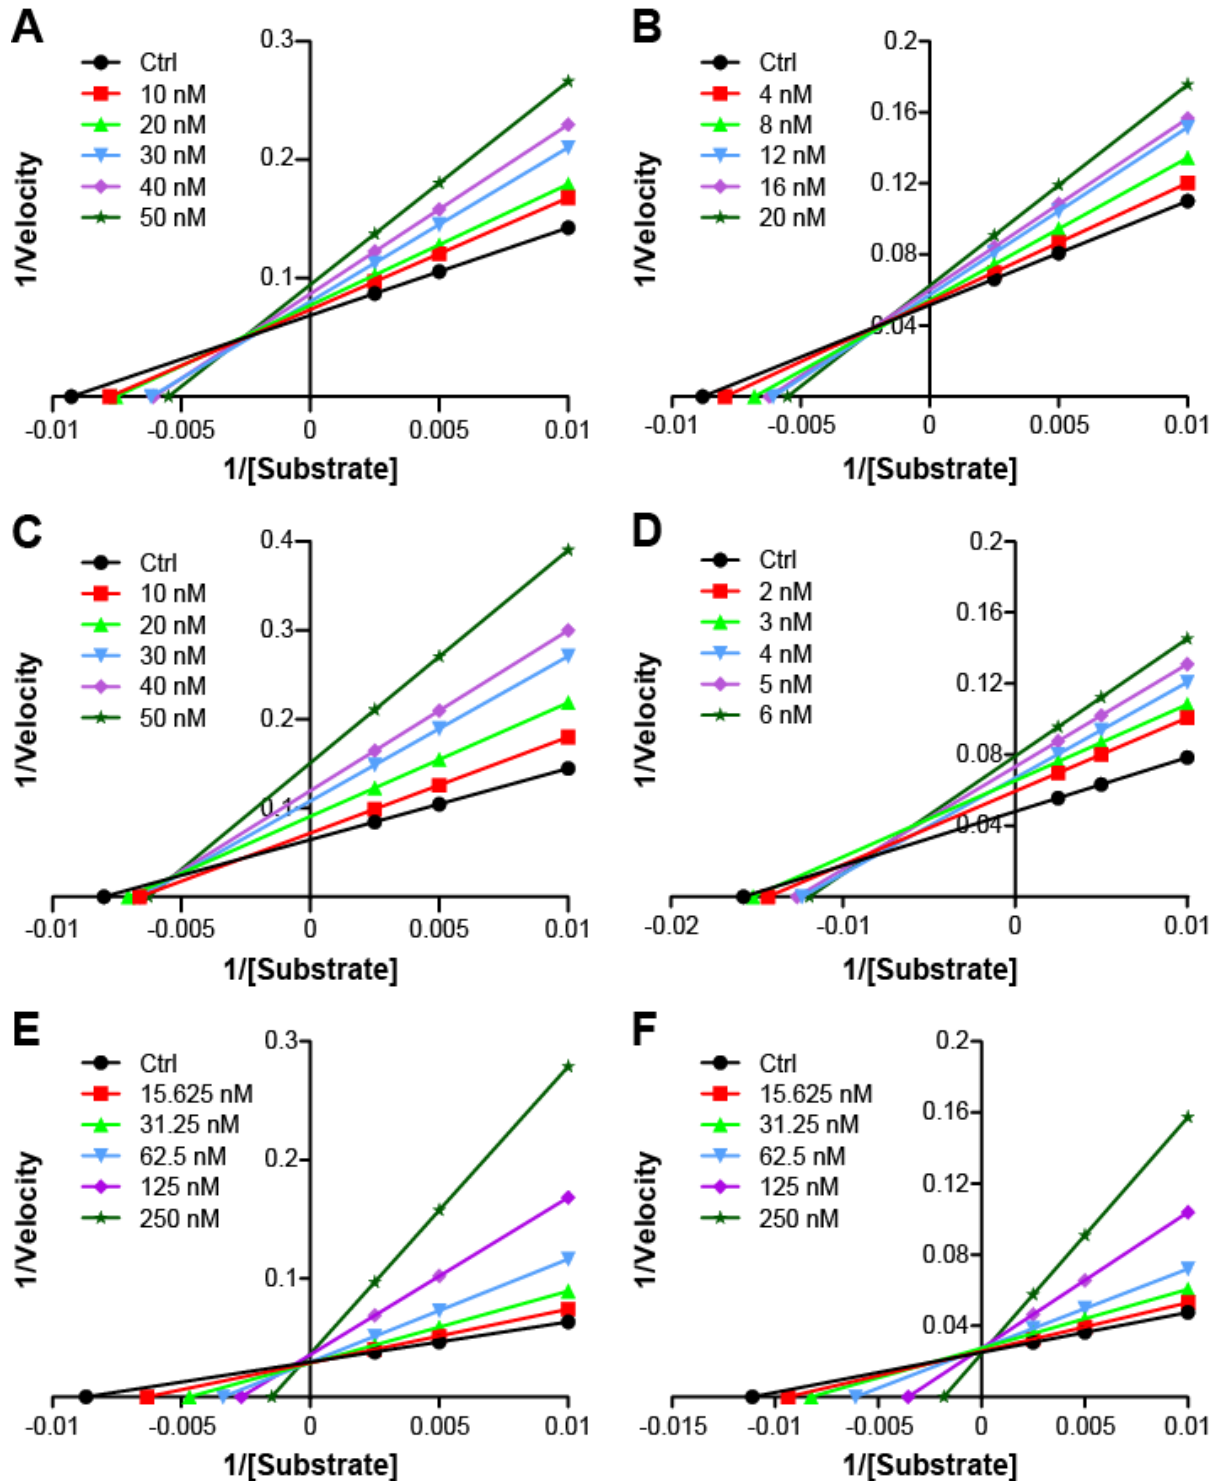 A
Ctrl
10 nM
20 nM
30 nM
40 nM
50 nM
0.3
0.2
0.1
1/Velocity
-0.01 -0.005 0 0.005 0.01
1/[Substrate]
B
Ctrl
4 nM
8 nM
12 nM
16 nM
20 nM
0.2
0.16
0.12
0.08
0.04
1/Velocity
-0.01 -0.005 0 0.005 0.01
1/[Substrate]
C
Ctrl
10 nM
20 nM
30 nM
40 nM
50 nM
0.4
0.3
0.2
0.1
1/Velocity
-0.01 -0.005 0 0.005 0.01
1/[Substrate]
D
Ctrl
2 nM
3 nM
4 nM
5 nM
6 nM
0.2
0.16
0.12
0.08
0.04
1/Velocity
-0.02 -0.01 0 0.01
1/[Substrate]
E
Ctrl
15.625 nM
31.25 nM
62.5 nM
125 nM
250 nM
0.3
0.2
0.1
1/Velocity
-0.01 -0.005 0 0.005 0.01
1/[Substrate]
F
Ctrl
15.625 nM
31.25 nM
62.5 nM
125 nM
250 nM
0.2
0.16
0.12
0.08
0.04
1/Velocity
-0.015 -0.01 -0.005 0 0.005 0.01
1/[Substrate]